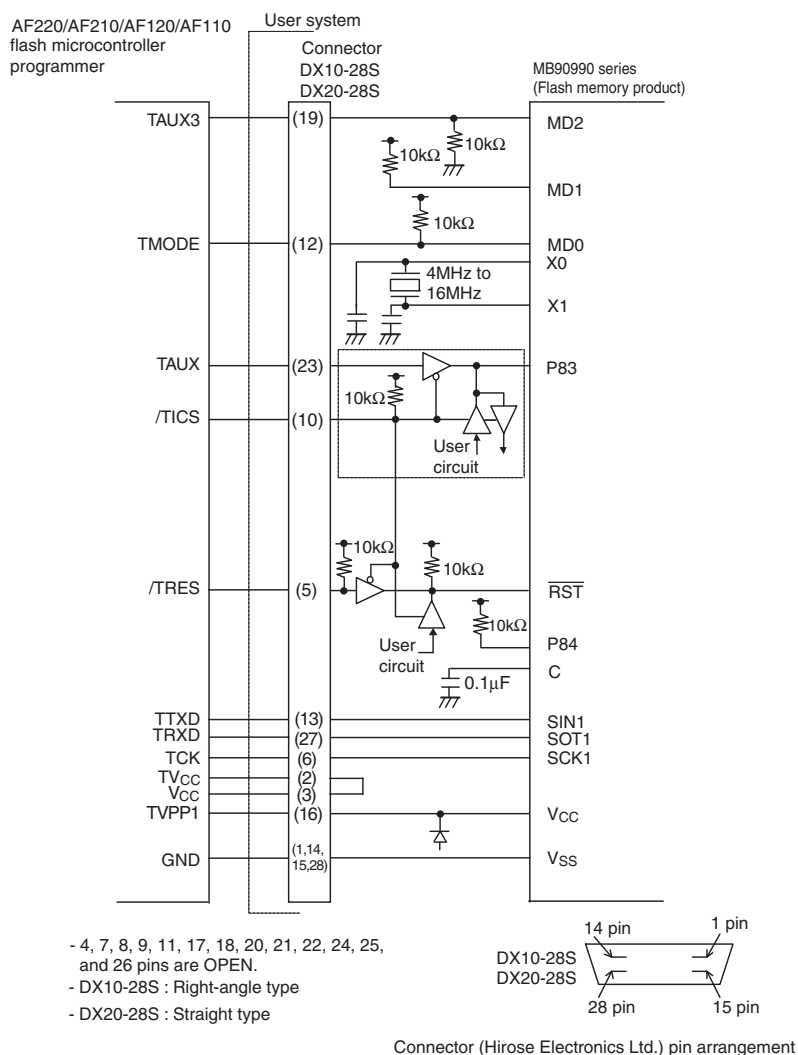 AF220/AF210/AF120/AF110
flash microcontroller
programmer
User system
Connector
DX10-28S
DX20-28S
MB90990 series
(Flash memory product)
TAUX3
(19)
MD2
10kΩ
10kΩ
MD1
10kΩ
TMODE
(12)
MD0
X0
4MHz to
16MHz
X1
TAUX
(23)
P83
10kΩ
/TICS
(10)
User
circuit
10kΩ
10kΩ
/TRES
(5)
RST
10kΩ
User
circuit
P84
C
0.1μF
TTXD
(13)
SIN1
TRXD
(27)
SOT1
TCK
(6)
SCK1
TVCC
(2)
VCC
(3)
TVPP1
(16)
VCC
GND
(1,14,
15,28)
VSS
- 4, 7, 8, 9, 11, 17, 18, 20, 21, 22, 24, 25,
and 26 pins are OPEN.
- DX10-28S : Right-angle type
- DX20-28S : Straight type
14 pin
1 pin
DX10-28S
DX20-28S
28 pin
15 pin
Connector (Hirose Electronics Ltd.) pin arrangement